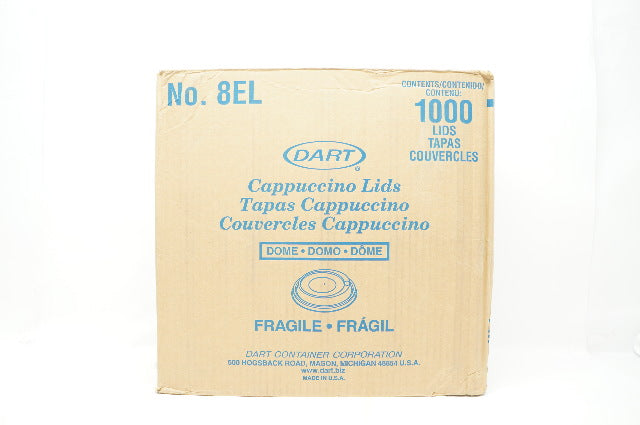 No. 8EL
CONTENTS/CONTENIDO/
CONTENU:
1000
LIDS
TAPAS
COUVERCLES
DART
Cappuccino Lids
Tapas Cappuccino
Couvercles Cappuccino
DOME • DOMO • DÔME
FRAGILE • FRÁGIL
DART CONTAINER CORPORATION
500 HOGSBACK ROAD, MASON, MICHIGAN 48854 U.S.A.
www.dart.biz
MADE IN U.S.A.